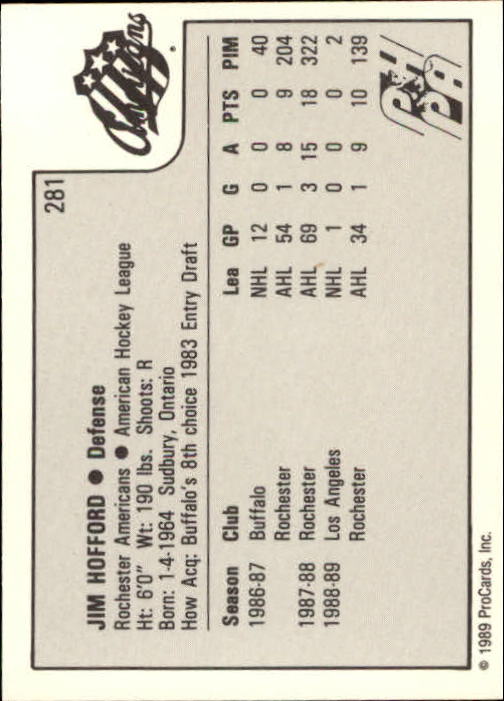 281
Americans
JIM HOFFORD ● Defense
Rochester Americans ● American Hockey League
Ht: 6'0" Wt: 190 lbs. Shoots: R
Born: 1-4-1964 Sudbury, Ontario
How Acq: Buffalo's 8th choice 1983 Entry Draft
Season Club Lea GP G A PTS PIM
1986-87 Buffalo NHL 12 0 0 0 40
Rochester AHL 54 1 8 9 204
1987-88 Rochester AHL 69 3 15 18 322
1988-89 Los Angeles NHL 1 0 0 0 2
Rochester AHL 34 1 9 10 139
PHPA
© 1989 ProCards, Inc.